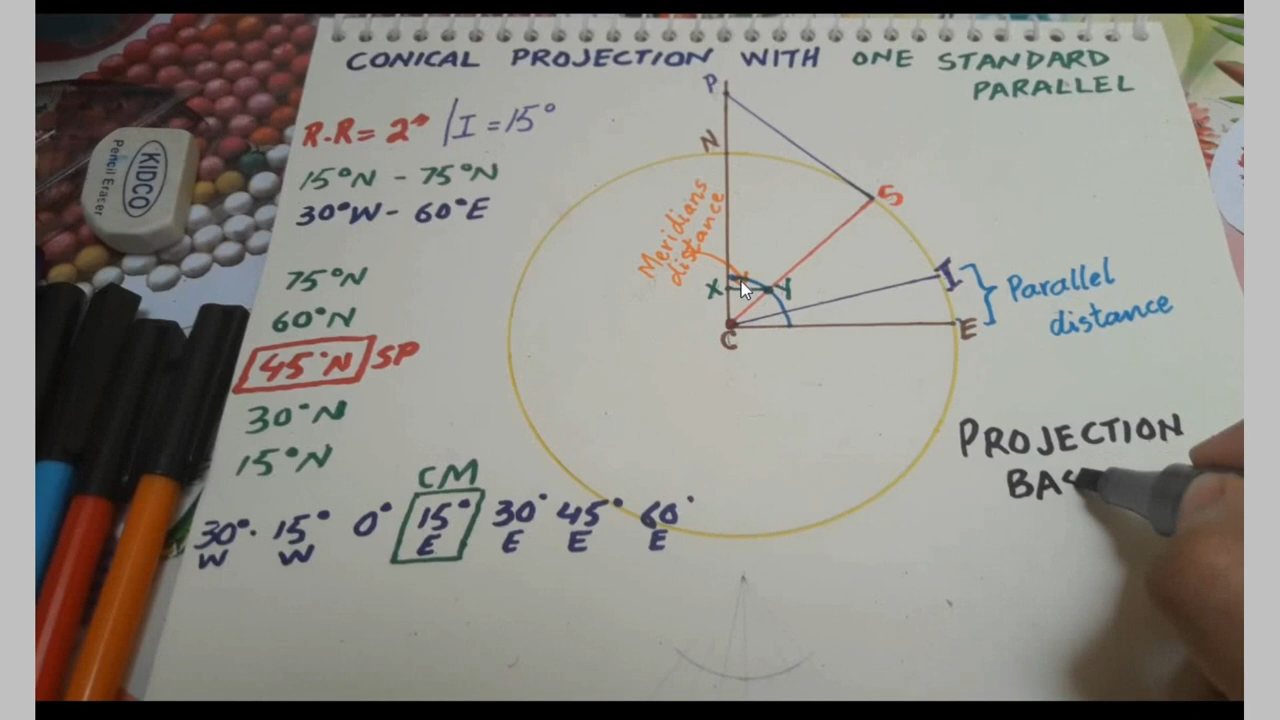 CONICAL PROJECTION WITH ONE STANDARD
PARALLEL
R.R = 2" / I = 15°
15°N - 75°N
30°W - 60°E
75°N
60°N
45°N SP
30°N
15°N
CM
30° 15° 0° 15° 30° 45° 60°
W W E E E E
P
N
S
Meridians
distance
X Y
I
E
C
Parallel
distance
PROJECTION
BAS
KIDCO
Pencil Eraser